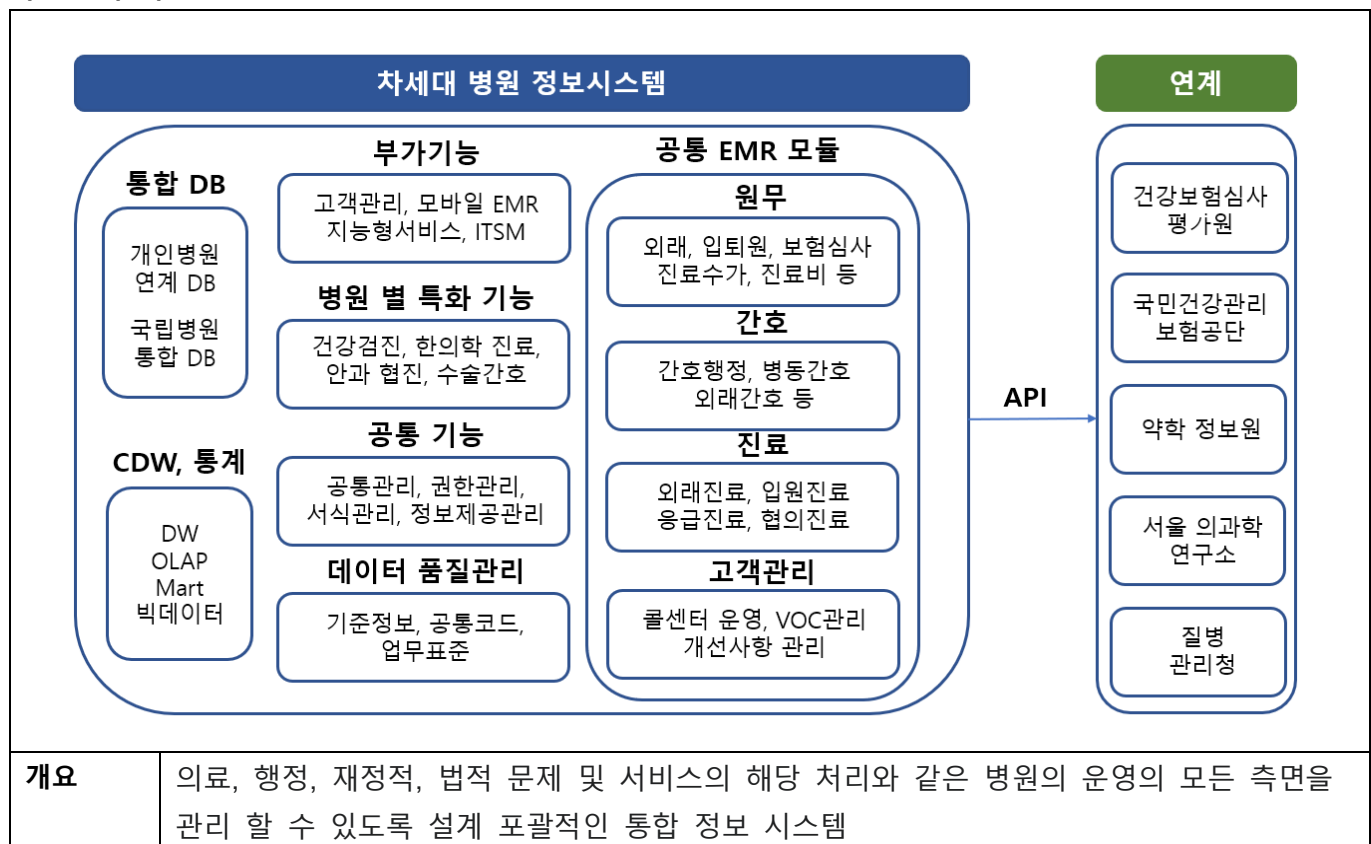 차세대 병원 정보시스템
통합 DB
개인병원
연계 DB
국립병원
통합 DB
CDW, 통계
DW
OLAP
Mart
빅데이터
부가기능
고객관리, 모바일 EMR
지능형서비스, ITSM
병원 별 특화 기능
건강검진, 한의학 진료,
안과 협진, 수술간호
공통 기능
공통관리, 권한관리,
서식관리, 정보제공관리
데이터 품질관리
기준정보, 공통코드,
업무표준
공통 EMR 모듈
원무
외래, 입퇴원, 보험심사
진료수가, 진료비 등
간호
간호행정, 병동간호
외래간호 등
진료
외래진료, 입원진료
응급진료, 협의진료
고객관리
콜센터 운영, VOC관리
개선사항 관리
API
연계
건강보험심사
평가원
국민건강관리
보험공단
약학 정보원
서울 의과학
연구소
질병
관리청
개요
의료, 행정, 재정적, 법적 문제 및 서비스의 해당 처리와 같은 병원의 운영의 모든 측면을
관리 할 수 있도록 설계 포괄적인 통합 정보 시스템